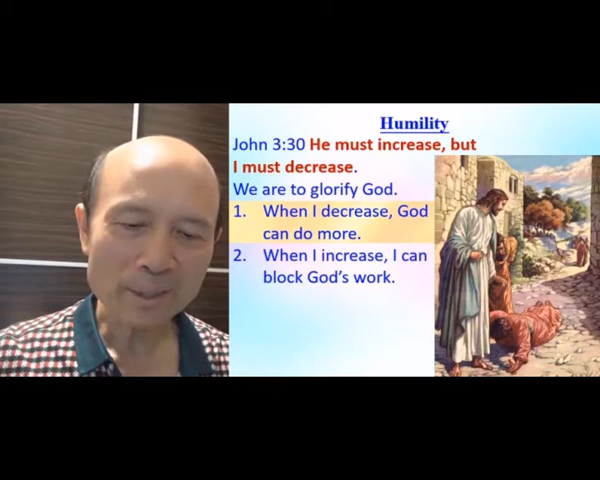 Humility
John 3:30 He must increase, but
I must decrease.
We are to glorify God.
1. When I decrease, God
can do more.
2. When I increase, I can
block God's work.